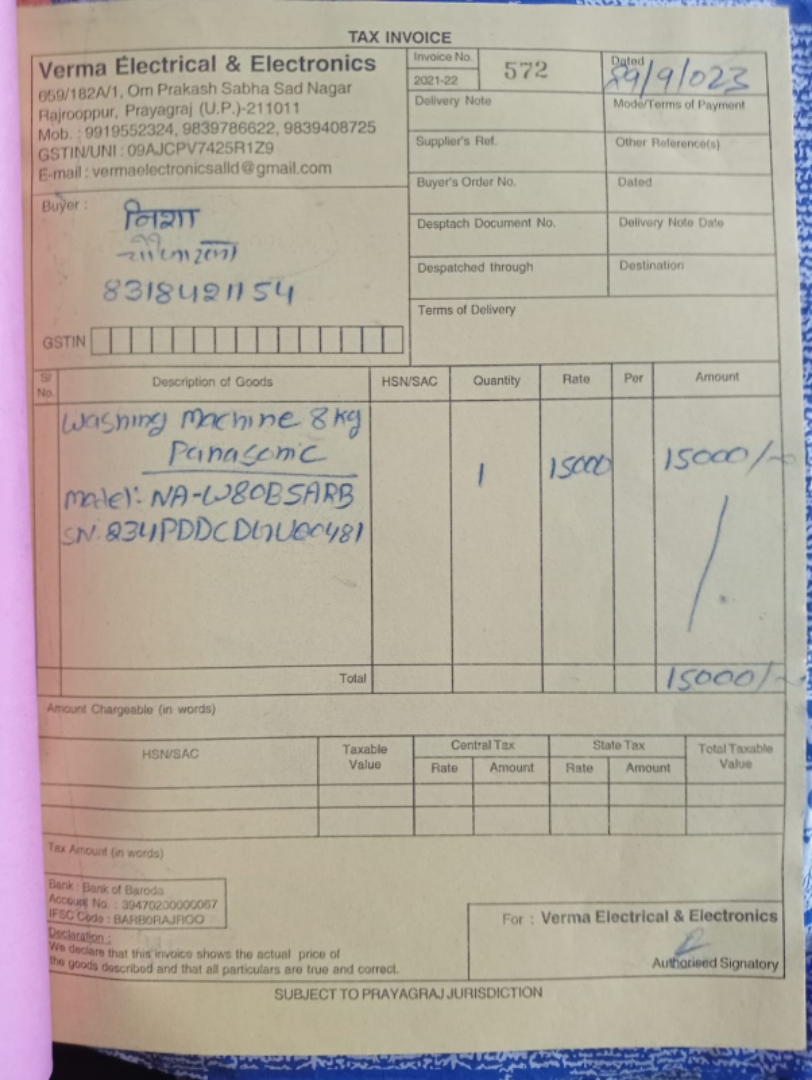 TAX INVOICE
Verma Electrical & Electronics
659/182A/1, Om Prakash Sabha Sad Nagar
Rajrooppur, Prayagraj (U.P.)-211011
Mob. : 9919552324, 9839786622, 9839408725
GSTIN/UNI : 09AJCPV7425R1Z9
E-mail : vermaelectronicsalld@gmail.com
Invoice No.
2021-22
572
Dated
29/9/023
Delivery Note
Mode/Terms of Payment
Supplier's Ref.
Other Reference(s)
Buyer's Order No.
Dated
Desptach Document No.
Delivery Note Date
Despatched through
Destination
Terms of Delivery
Buyer :
निशा
8318421154
GSTIN
Sl No.
Description of Goods
HSN/SAC
Quantity
Rate
Per
Amount
Washing Machine 8 kg
Panasonic
1
15000
15000/-
Model:- NA-W80B5ARB
Total
15000/-
Amount Chargeable (in words)
HSN/SAC
Taxable Value
Central Tax
State Tax
Total Taxable Value
Rate
Amount
Rate
Amount
Tax Amount (in words)
Bank : Bank of Baroda
Account No. : 39470200000067
IFSC Code : BARB0RAJROO
Declaration :
We declare that this invoice shows the actual price of
the goods described and that all particulars are true and correct.
For : Verma Electrical & Electronics
Authorised Signatory
SUBJECT TO PRAYAGRAJ JURISDICTION